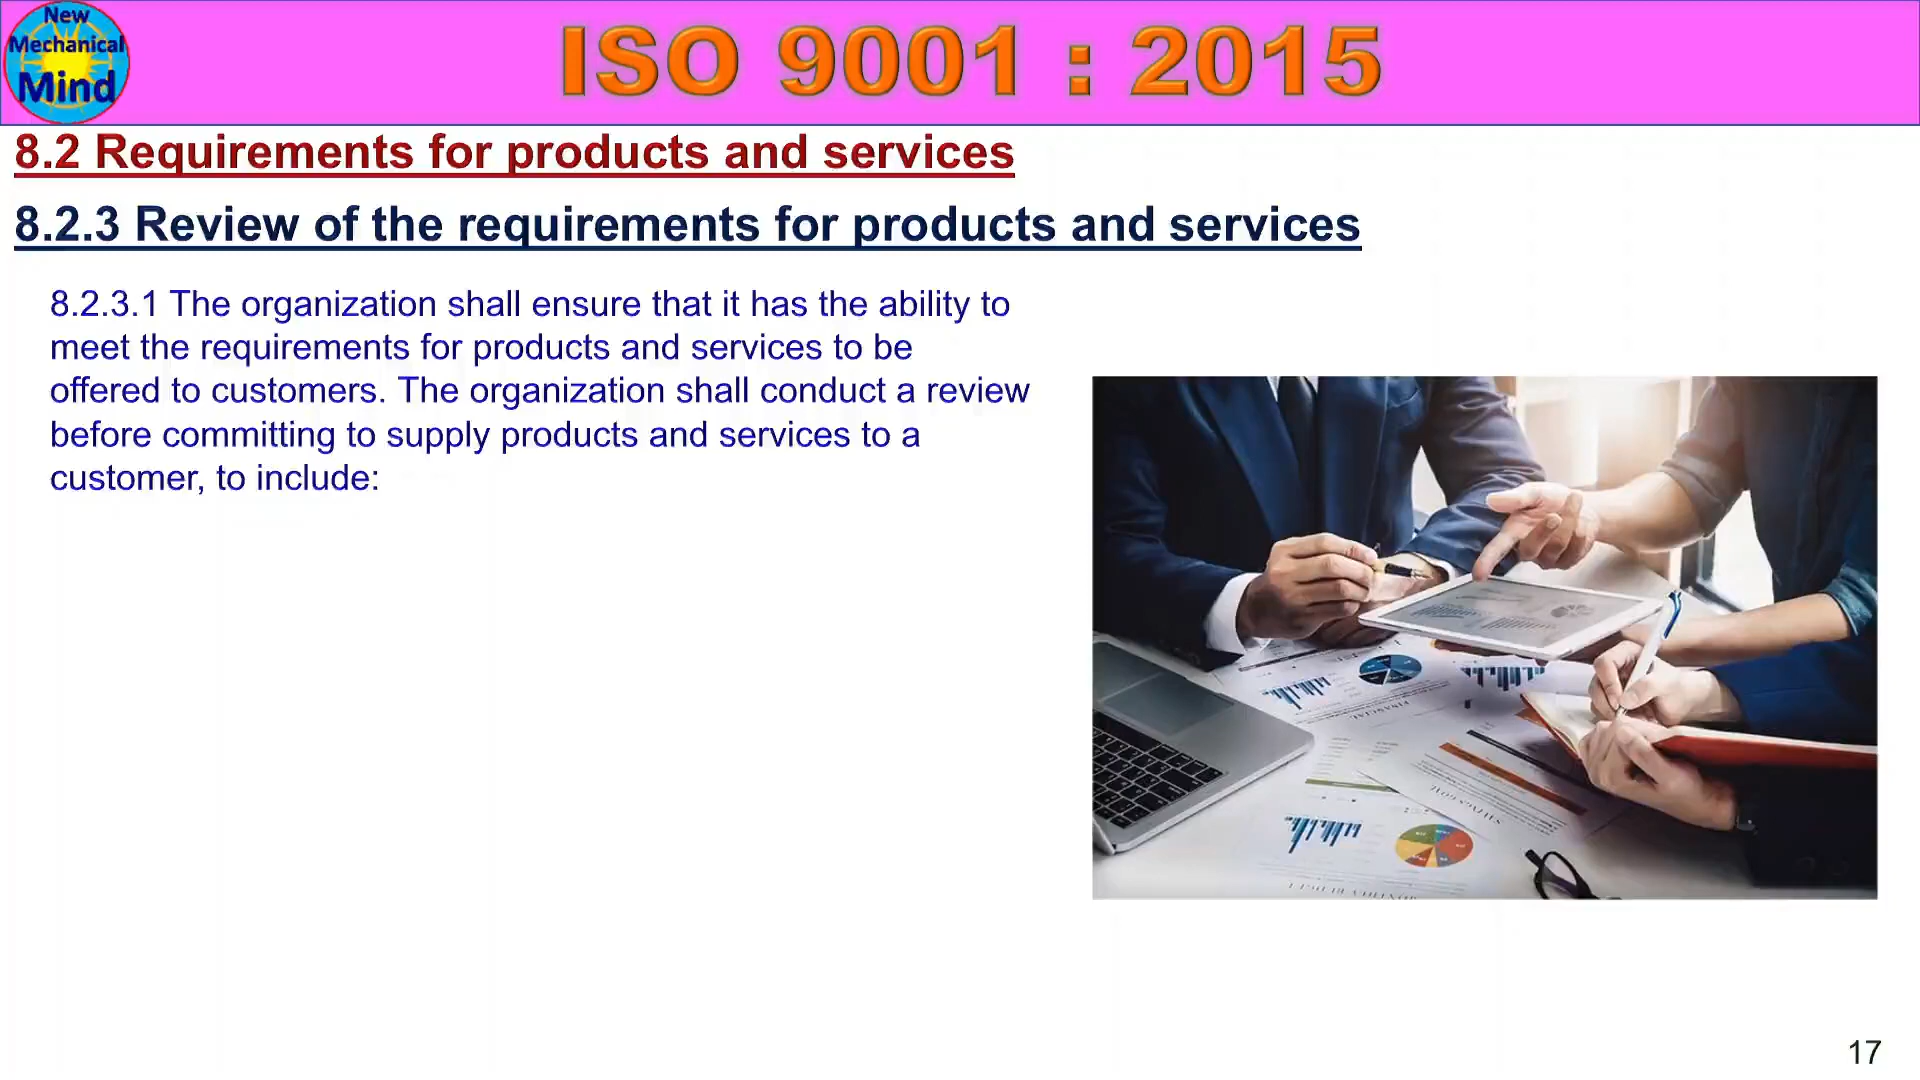 New
Mechanical
Mind
ISO 9001 : 2015
8.2 Requirements for products and services
8.2.3 Review of the requirements for products and services
8.2.3.1 The organization shall ensure that it has the ability to
meet the requirements for products and services to be
offered to customers. The organization shall conduct a review
before committing to supply products and services to a
customer, to include:
FINANCIAL
SAVINGS GOAL
17